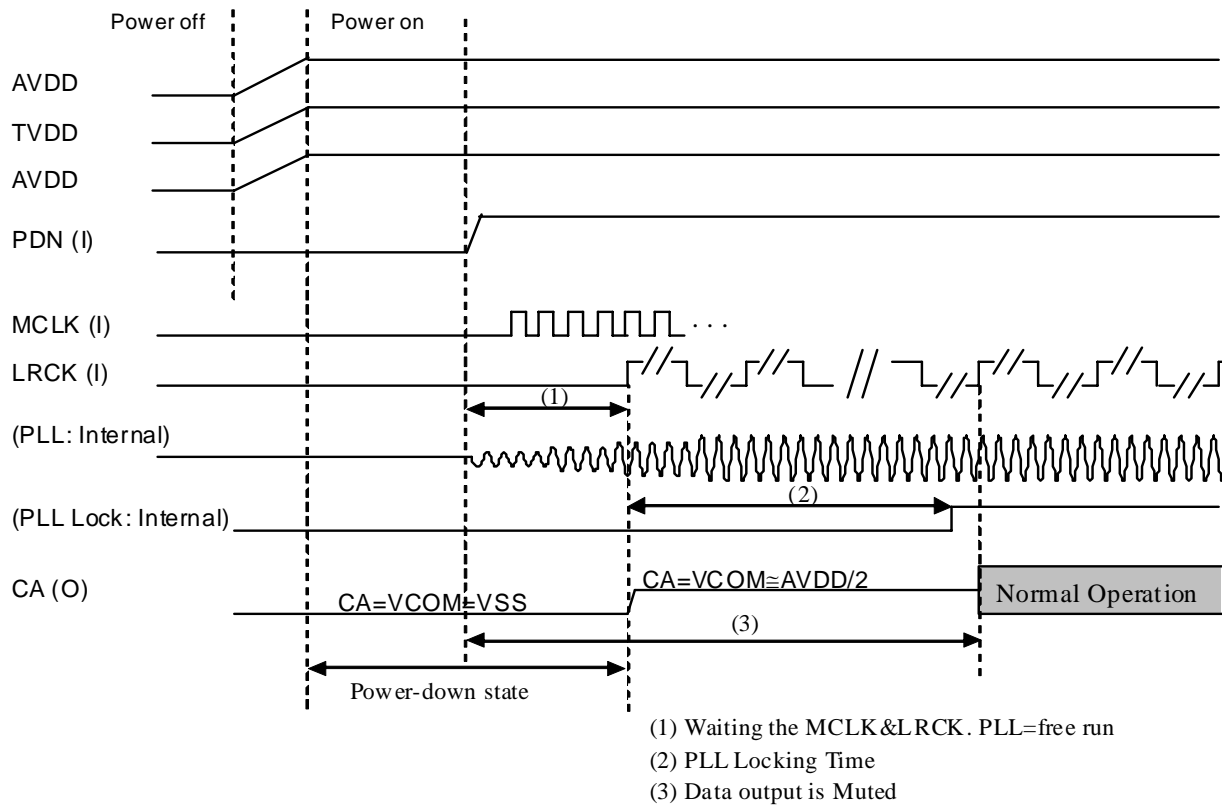 Power off
Power on
AVDD
TVDD
AVDD
PDN (I)
MCLK (I)
. . .
LRCK (I)
(1)
(PLL: Internal)
(2)
(PLL Lock: Internal)
CA (O)
CA=VCOM=VSS
CA=VCOM≅AVDD/2
Normal Operation
(3)
Power-down state
(1) Waiting the MCLK&LRCK. PLL=free run
(2) PLL Locking Time
(3) Data output is Muted